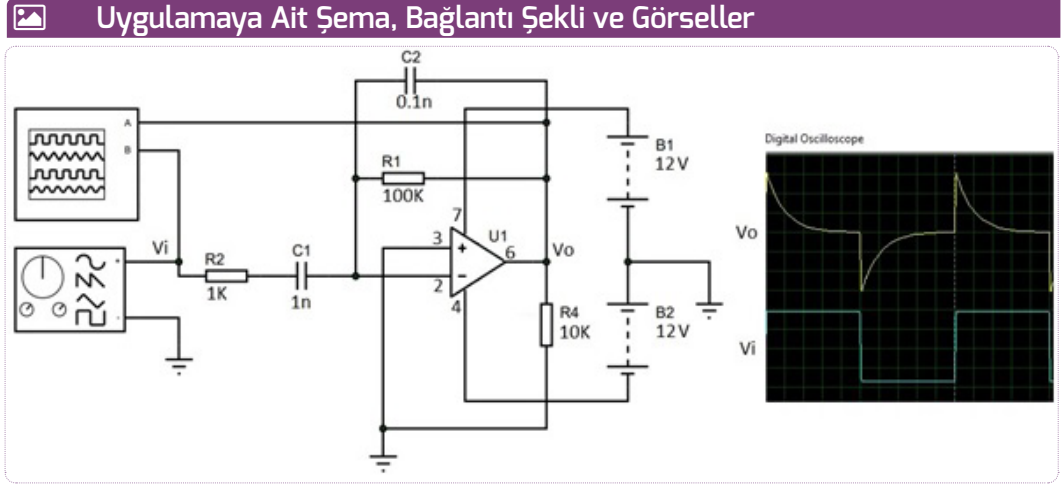 Uygulamaya Ait Şema, Bağlantı Şekli ve Görseller
C2
0.1n
A
B
R1
100K
B1
12V
Digital Oscilloscope
Vi
R2
1K
C1
1n
7
3
2
4
6
U1
+
-
Vo
R4
10K
B2
12V
+
-
Vo
Vi